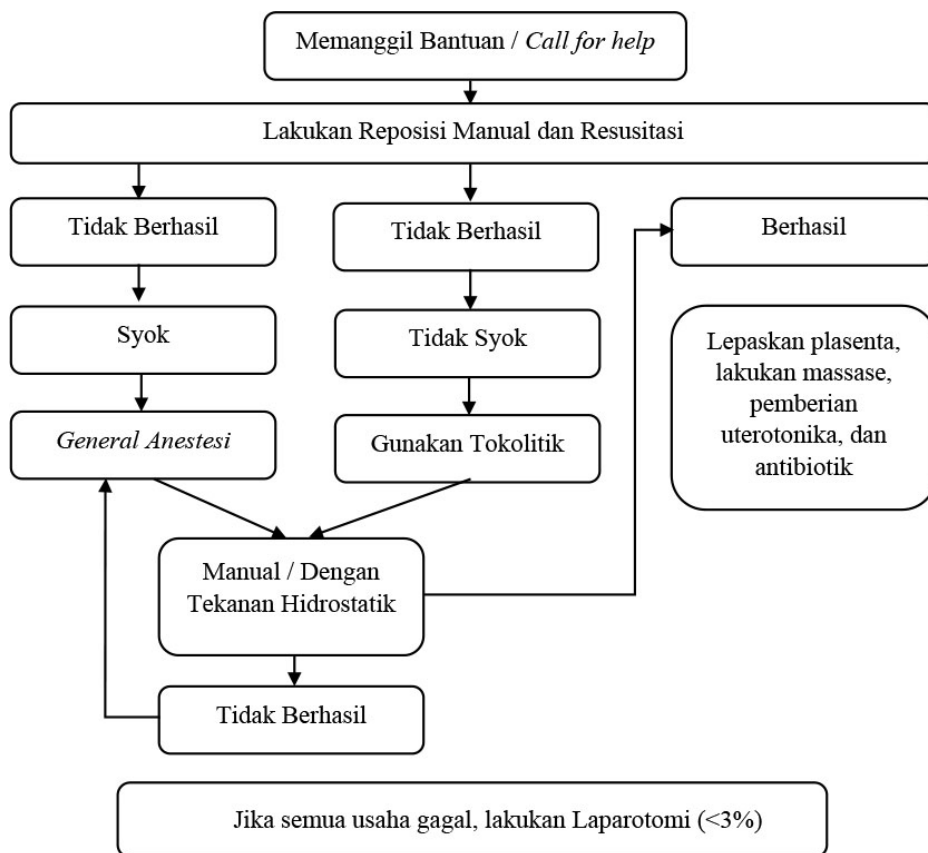 Memanggil Bantuan / Call for help
Lakukan Reposisi Manual dan Resusitasi
Tidak Berhasil
Tidak Berhasil
Berhasil
Syok
Tidak Syok
Lepaskan plasenta,
lakukan massase,
pemberian
uterotonika, dan
antibiotik
General Anestesi
Gunakan Tokolitik
Manual / Dengan
Tekanan Hidrostatik
Tidak Berhasil
Jika semua usaha gagal, lakukan Laparotomi (<3%)